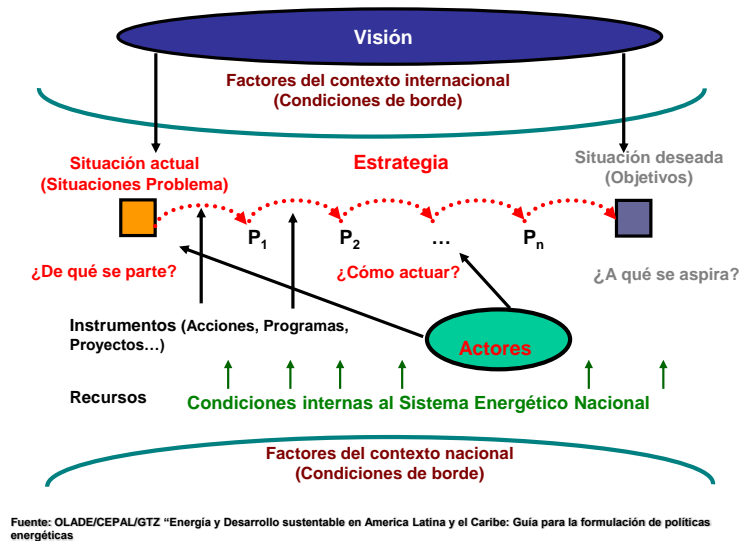 Visión
Factores del contexto internacional
(Condiciones de borde)
Situación actual
(Situaciones Problema)
Estrategia
Situación deseada
(Objetivos)
P1
P2
…
Pn
¿De qué se parte?
¿Cómo actuar?
¿A qué se aspira?
Instrumentos (Acciones, Programas,
Proyectos…)
Actores
Recursos
Condiciones internas al Sistema Energético Nacional
Factores del contexto nacional
(Condiciones de borde)
Fuente: OLADE/CEPAL/GTZ “Energía y Desarrollo sustentable en America Latina y el Caribe: Guía para la formulación de políticas
energéticas